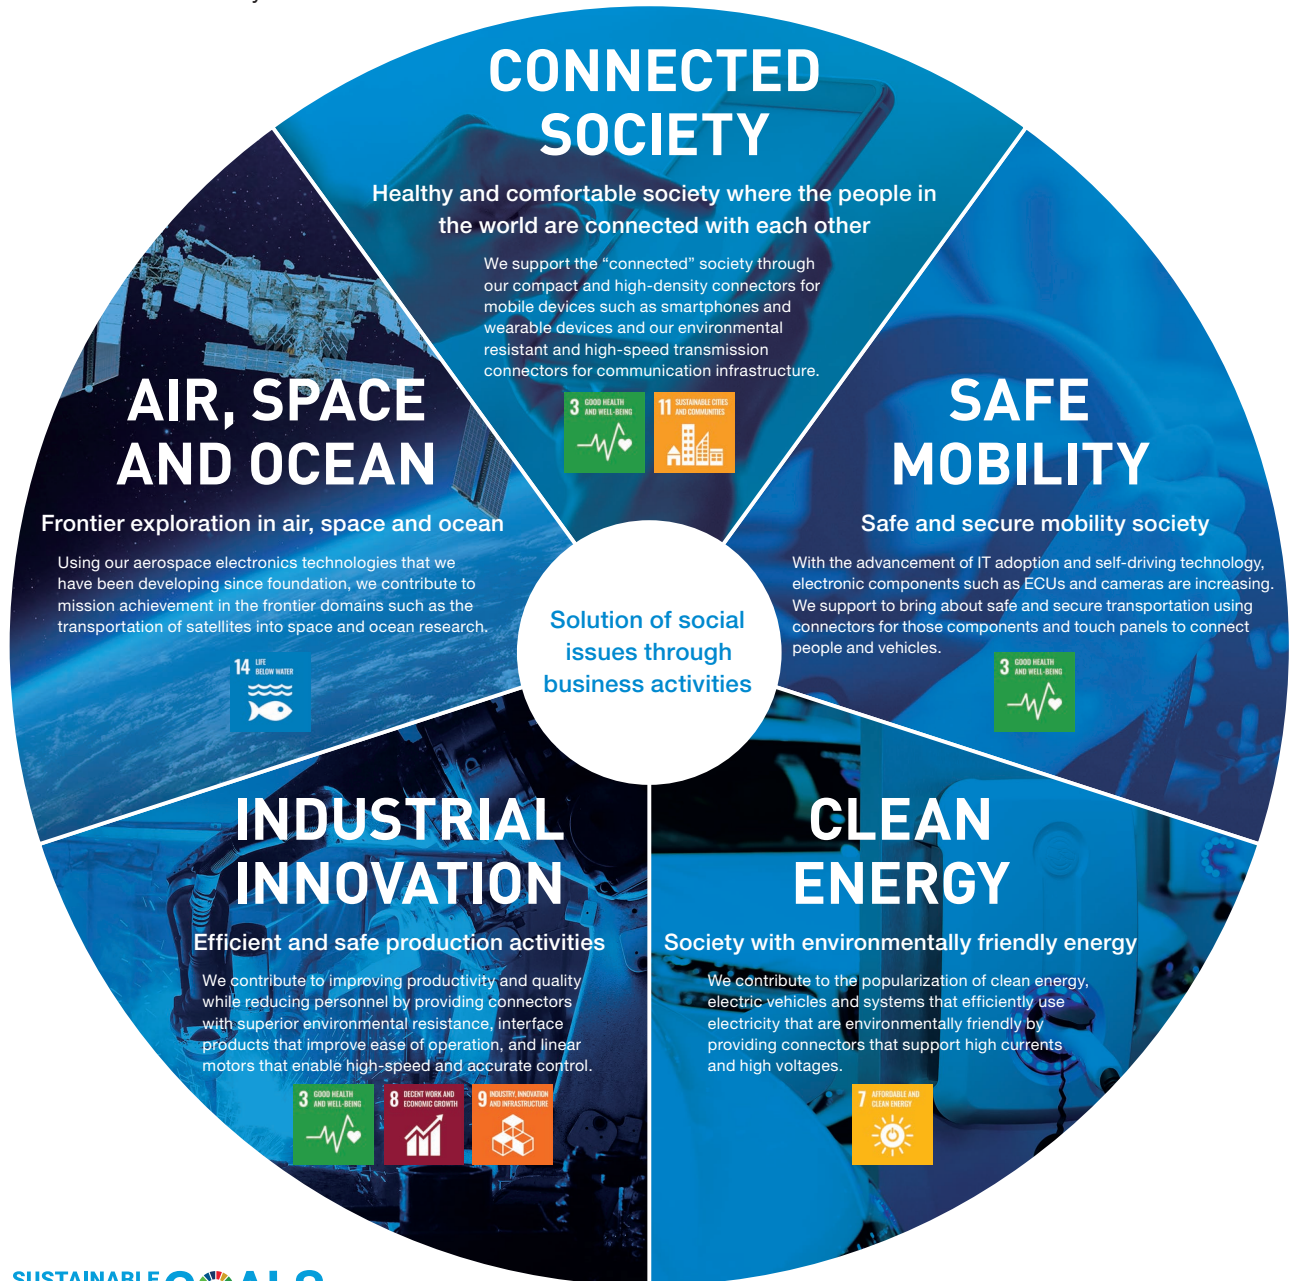 CONNECTED
SOCIETY
Healthy and comfortable society where the people in
the world are connected with each other
We support the “connected” society through
our compact and high-density connectors for
mobile devices such as smartphones and
wearable devices and our environmental
resistant and high-speed transmission
connectors for communication infrastructure.
3 GOOD HEALTH
AND WELL-BEING
11 SUSTAINABLE CITIES
AND COMMUNITIES
AIR, SPACE
AND OCEAN
Frontier exploration in air, space and ocean
Using our aerospace electronics technologies that we
have been developing since foundation, we contribute to
mission achievement in the frontier domains such as the
transportation of satellites into space and ocean research.
14 LIFE
BELOW WATER
SAFE
MOBILITY
Safe and secure mobility society
With the advancement of IT adoption and self-driving technology,
electronic components such as ECUs and cameras are increasing.
We support to bring about safe and secure transportation using
connectors for those components and touch panels to connect
people and vehicles.
3 GOOD HEALTH
AND WELL-BEING
Solution of social
issues through
business activities
INDUSTRIAL
INNOVATION
Efficient and safe production activities
We contribute to improving productivity and quality
while reducing personnel by providing connectors
with superior environmental resistance, interface
products that improve ease of operation, and linear
motors that enable high-speed and accurate control.
3 GOOD HEALTH
AND WELL-BEING
8 DECENT WORK AND
ECONOMIC GROWTH
9 INDUSTRY, INNOVATION
AND INFRASTRUCTURE
CLEAN
ENERGY
Society with environmentally friendly energy
We contribute to the popularization of clean energy,
electric vehicles and systems that efficiently use
electricity that are environmentally friendly by
providing connectors that support high currents
and high voltages.
7 AFFORDABLE AND
CLEAN ENERGY
SUSTAINABLE GOALS